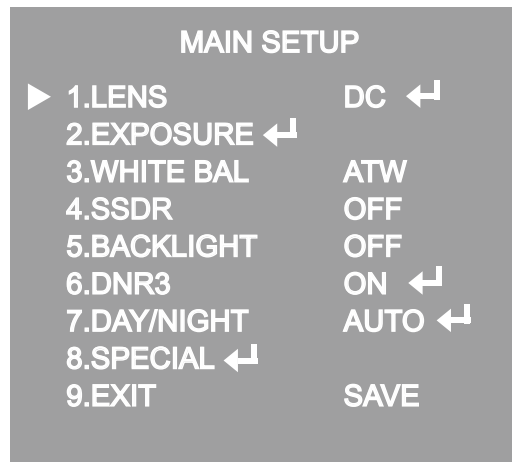 MAIN SETUP
▶ 1.LENS DC ↵
2.EXPOSURE ↵
3.WHITE BAL ATW
4.SSDR OFF
5.BACKLIGHT OFF
6.DNR3 ON ↵
7.DAY/NIGHT AUTO ↵
8.SPECIAL ↵
9.EXIT SAVE